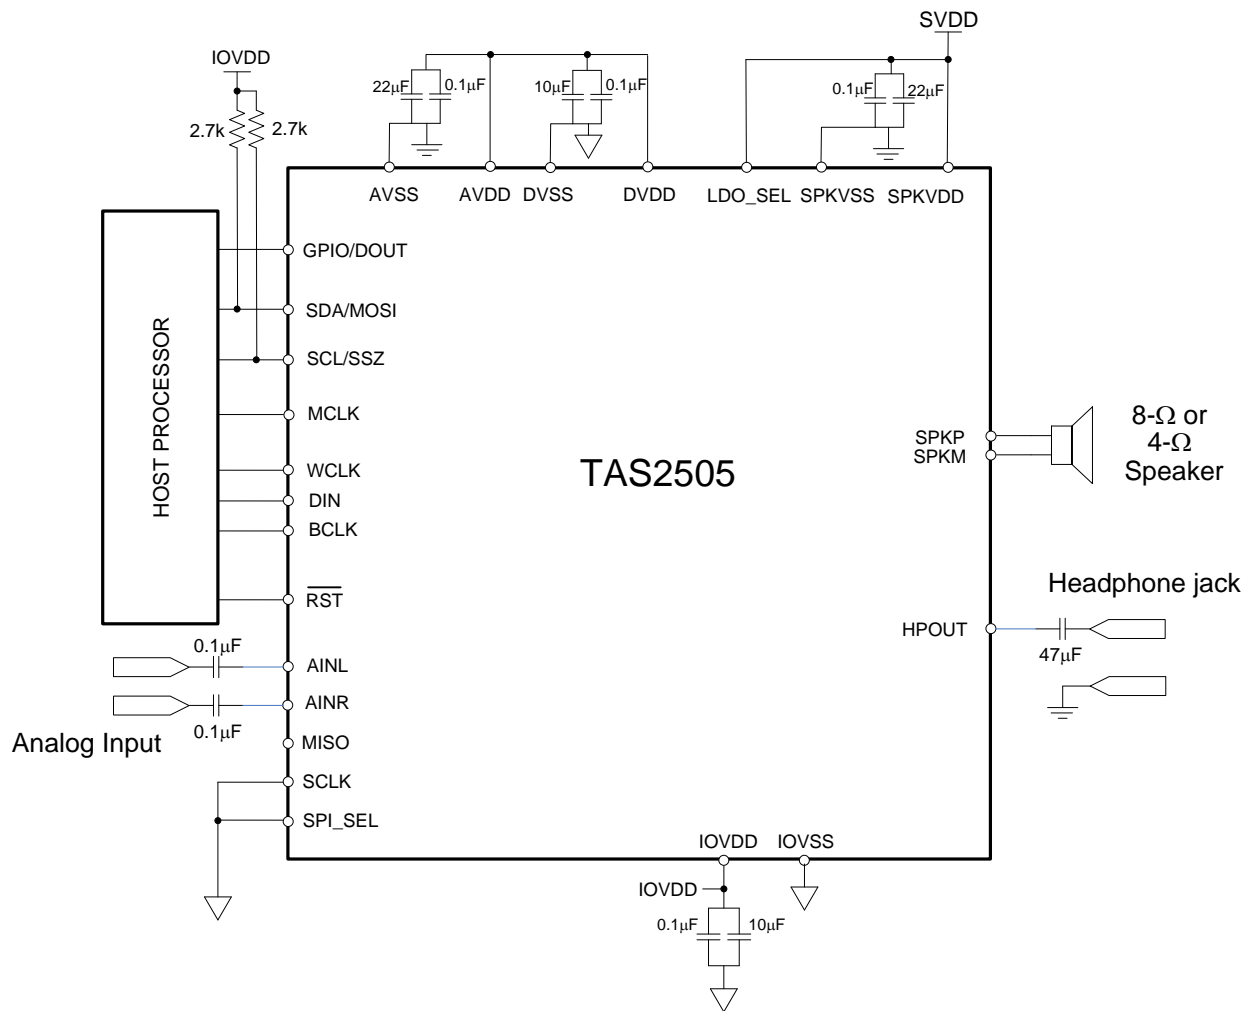 SVDD
IOVDD
22µF
0.1µF
10µF
0.1µF
0.1µF
22µF
2.7k
2.7k
AVSS
AVDD
DVSS
DVDD
LDO_SEL
SPKVSS
SPKVDD
HOST PROCESSOR
GPIO/DOUT
SDA/MOSI
SCL/SSZ
MCLK
WCLK
DIN
BCLK
RST
TAS2505
SPKP
SPKM
8-Ω or
4-Ω
Speaker
Headphone jack
HPOUT
47µF
0.1µF
AINL
AINR
0.1µF
Analog Input
MISO
SCLK
SPI_SEL
IOVDD
IOVSS
IOVDD
0.1µF
10µF